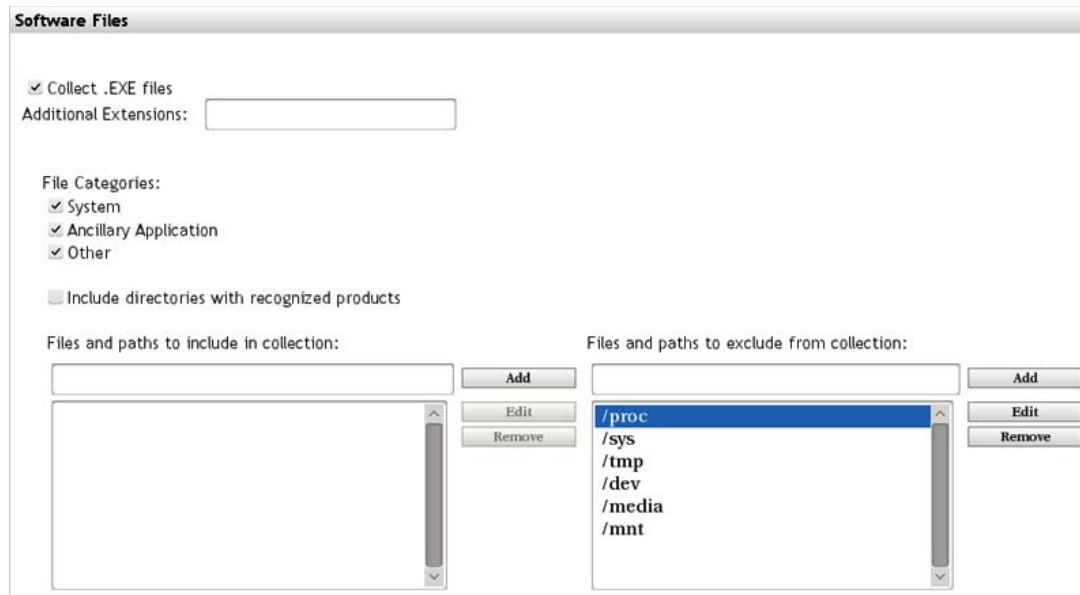 Software Files
Collect .EXE files
Additional Extensions:
File Categories:
System
Ancillary Application
Other
Include directories with recognized products
Files and paths to include in collection:
Add
Edit
Remove
Files and paths to exclude from collection:
Add
/proc
/sys
/tmp
/dev
/media
/mnt
Edit
Remove